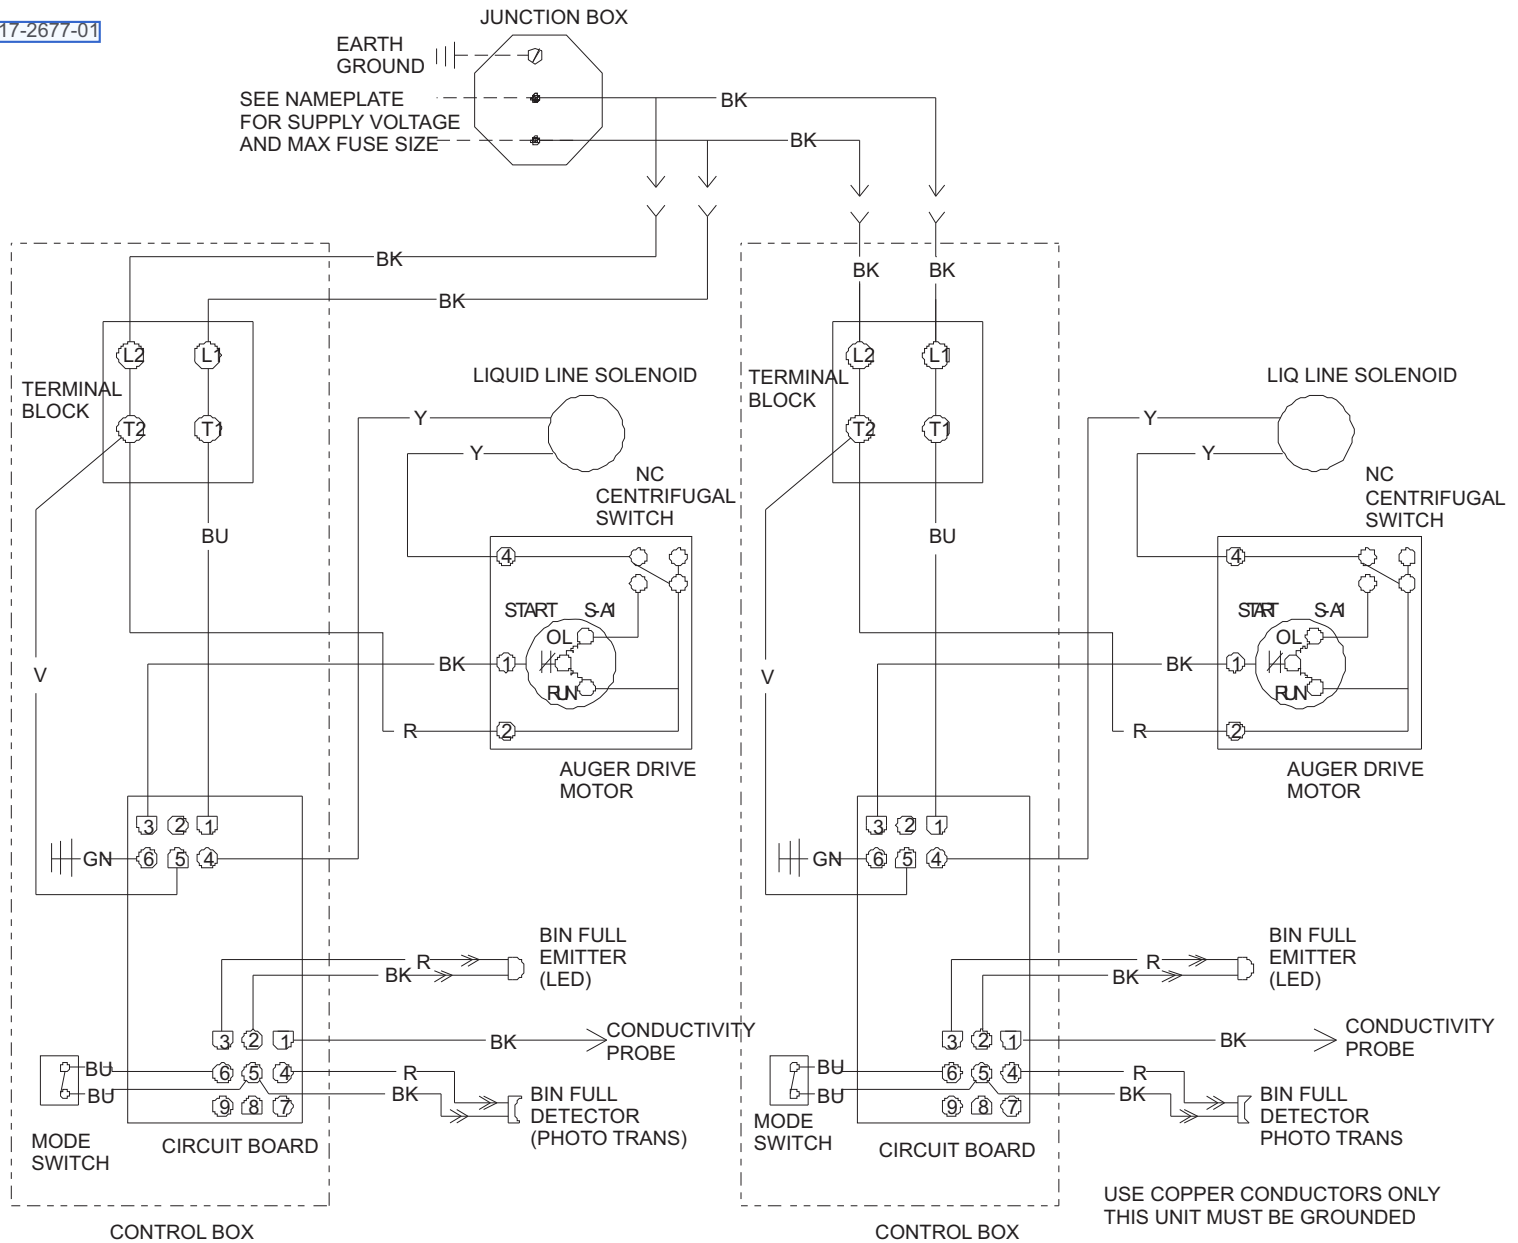 17-2677-01
JUNCTION BOX
EARTH
GROUND
SEE NAMEPLATE
FOR SUPPLY VOLTAGE
AND MAX FUSE SIZE
BK
BK
BK
BK
BK
BK
L2
L1
T2
T1
TERMINAL
BLOCK
LIQUID LINE SOLENOID
Y
Y
NC
CENTRIFUGAL
SWITCH
BU
V
4
START
S-A1
OL
1
RUN
2
BK
R
AUGER DRIVE
MOTOR
3 2 1
GN
6 5 4
BIN FULL
EMITTER
(LED)
R
BK
3 2 1
BK
CONDUCTIVITY
PROBE
BU
6 5 4
R
BU
BK
9 8 7
BIN FULL
DETECTOR
(PHOTO TRANS)
MODE
SWITCH
CIRCUIT BOARD
CONTROL BOX
L2
L1
T2
T1
TERMINAL
BLOCK
LIQ LINE SOLENOID
Y
Y
NC
CENTRIFUGAL
SWITCH
BU
V
4
START
S-A1
OL
1
RUN
2
BK
R
AUGER DRIVE
MOTOR
3 2 1
GN
6 5 4
BIN FULL
EMITTER
(LED)
R
BK
3 2 1
BK
CONDUCTIVITY
PROBE
BU
6 5 4
R
BU
BK
9 8 7
BIN FULL
DETECTOR
PHOTO TRANS
MODE
SWITCH
CIRCUIT BOARD
CONTROL BOX
USE COPPER CONDUCTORS ONLY
THIS UNIT MUST BE GROUNDED